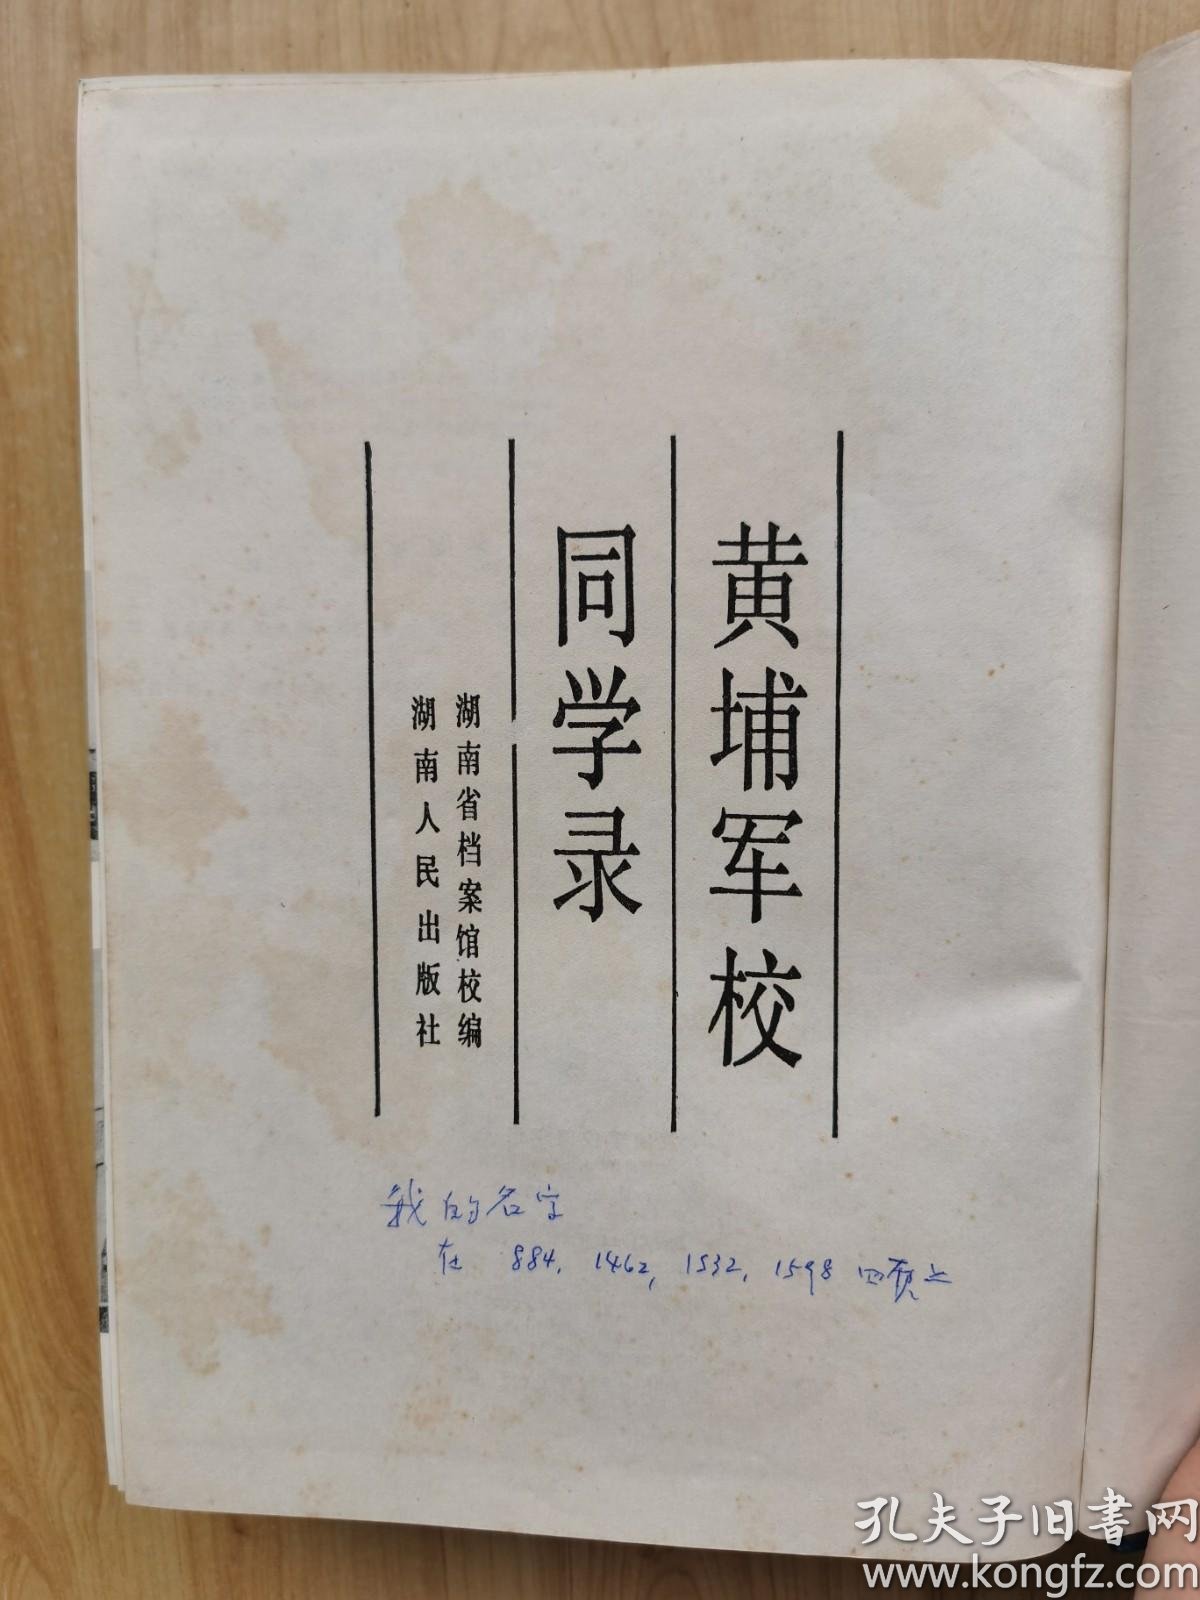 黄埔军校
同学录
湖南省档案馆校编
湖南人民出版社
我的名字
在 884, 1462, 1532, 1598 四页上
孔夫子旧書网
www.kongfz.com